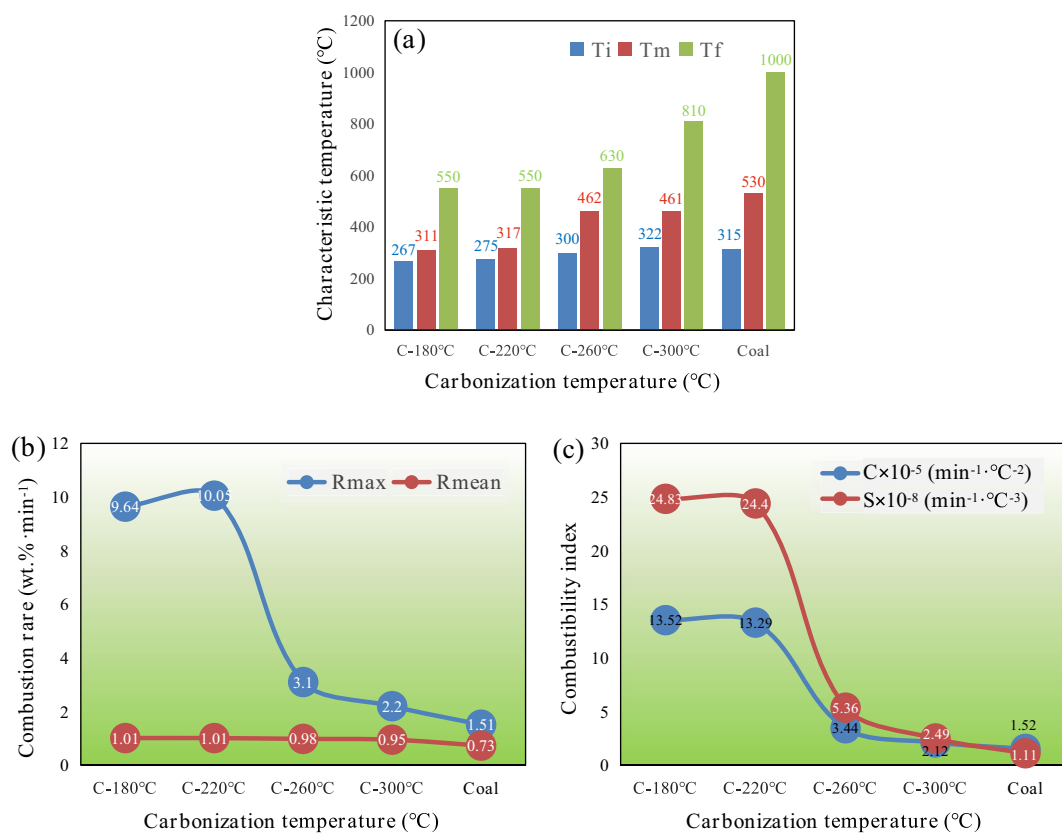 (a)
Ti Tm Tf
Characteristic temperature (℃)
1200
1000
800
600
400
200
0
267 311 550
275 317 550
300 462 630
322 461 810
315 530 1000
C-180℃ C-220℃ C-260℃ C-300℃ Coal
Carbonization temperature (℃)
(b)
Rmax Rmean
Combustion rare (wt.% ·min⁻¹)
12
10
8
6
4
2
0
9.64 10.05 3.1 2.2 1.51
1.01 1.01 0.98 0.95 0.73
C-180℃ C-220℃ C-260℃ C-300℃ Coal
Carbonization temperature (℃)
(c)
C×10⁻⁵ (min⁻¹·℃⁻²)
S×10⁻⁸ (min⁻¹·℃⁻³)
Combustibility index
30
25
20
15
10
5
0
24.83 24.4 5.36 2.49 1.11
13.52 13.29 3.44 2.12 1.52
C-180℃ C-220℃ C-260℃ C-300℃ Coal
Carbonization temperature (℃)